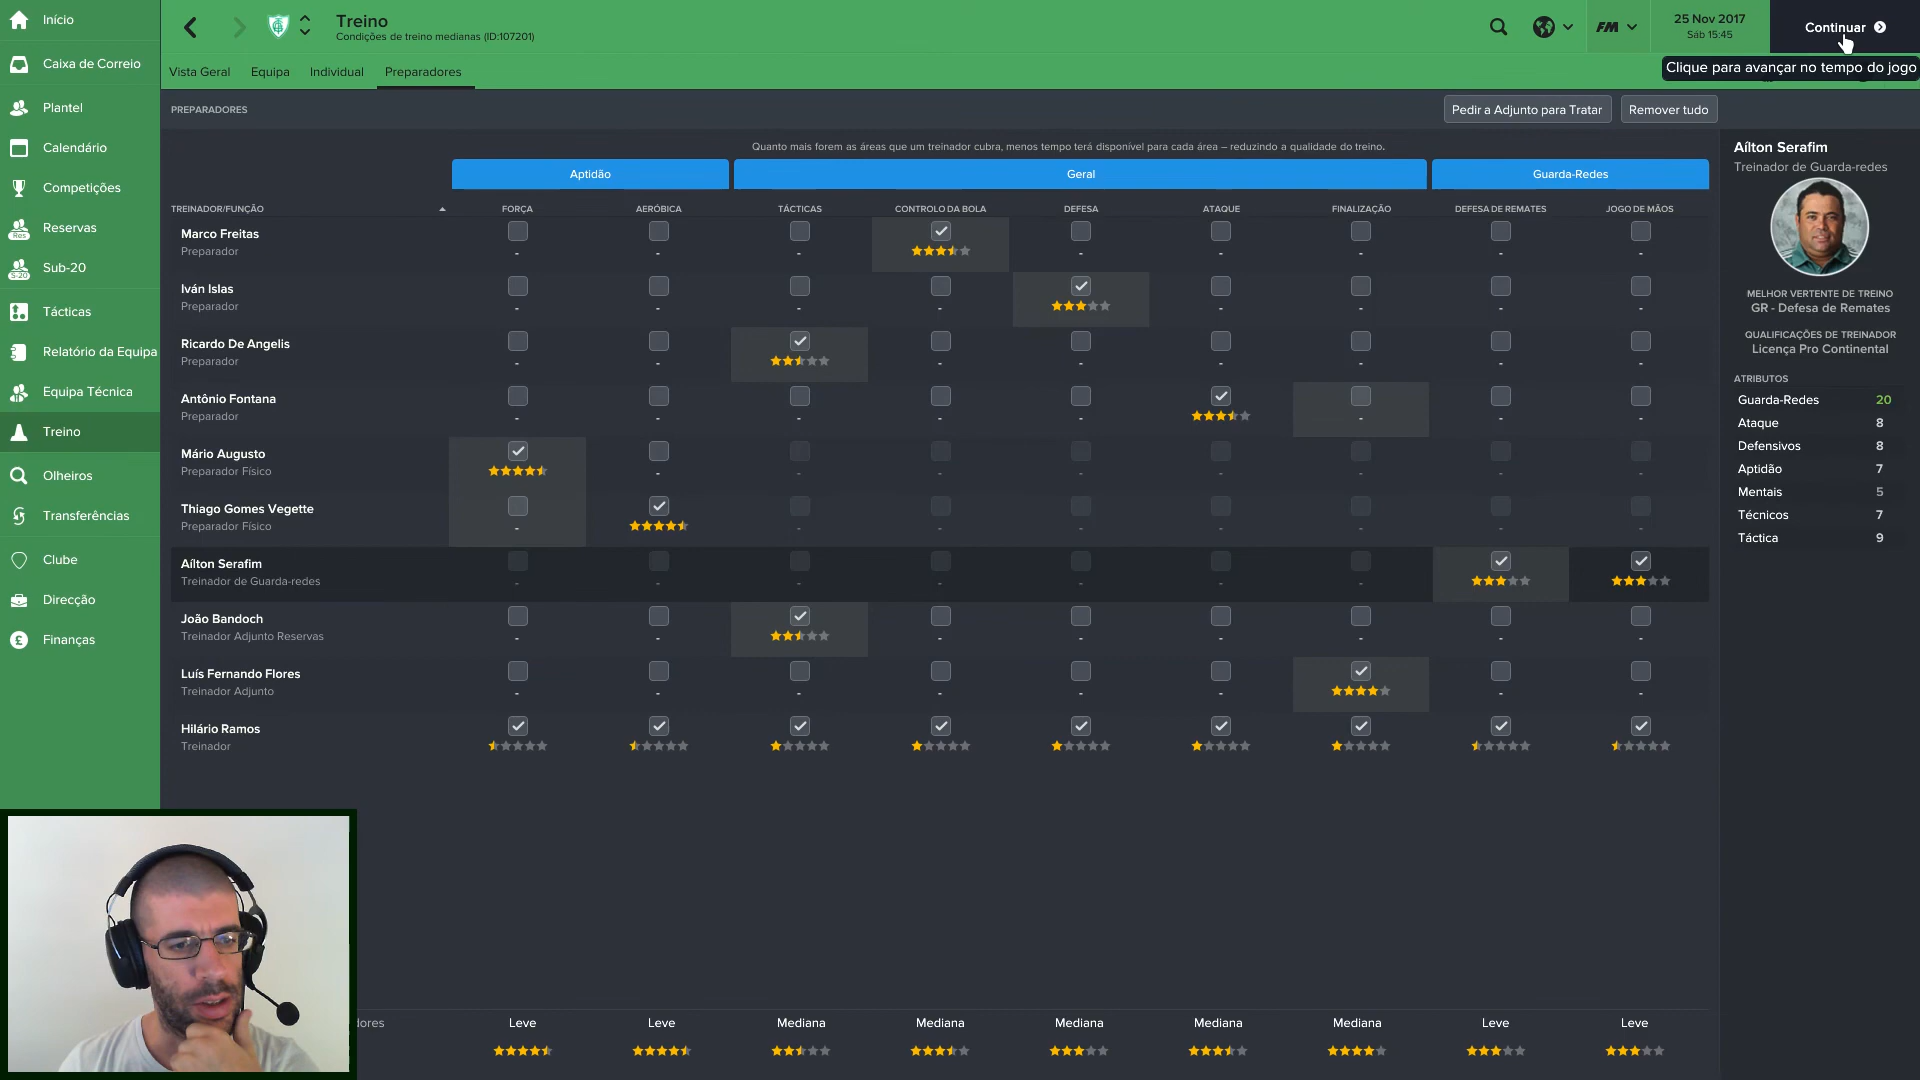 Início
Caixa de Correio
Plantel
Calendário
Competições
Reservas
Sub-20
Tácticas
Relatório da Equipa
Equipa Técnica
Treino
Olheiros
Transferências
Clube
Direcção
Finanças
Treino
Condições de treino medianas (ID:107201)
FM
25 Nov 2017
Sáb 15:45
Continuar
Clique para avançar no tempo do jogo
Vista Geral Equipa Individual Preparadores
PREPARADORES
Pedir a Adjunto para Tratar Remover tudo
Quanto mais forem as áreas que um treinador cubra, menos tempo terá disponível para cada área – reduzindo a qualidade do treino.
Aptidão Geral Guarda-Redes
TREINADOR/FUNÇÃO FORÇA AERÓBICA TÁCTICAS CONTROLO DA BOLA DEFESA ATAQUE FINALIZAÇÃO DEFESA DE REMATES JOGO DE MÃOS
Marco Freitas
Preparador - - - - - - - -
Iván Islas
Preparador - - - - - - - -
Ricardo De Angelis
Preparador - - - - - - - -
Antônio Fontana
Preparador - - - - - - - -
Mário Augusto
Preparador Físico - - - - - - - -
Thiago Gomes Vegette
Preparador Físico - - - - - - - -
Aílton Serafim
Treinador de Guarda-redes - - - - - - -
João Bandoch
Treinador Adjunto Reservas - - - - - - - -
Luís Fernando Flores
Treinador Adjunto - - - - - - - -
Hilário Ramos
Treinador
dores Leve Leve Mediana Mediana Mediana Mediana Mediana Leve Leve
Aílton Serafim
Treinador de Guarda-redes
MELHOR VERTENTE DE TREINO
GR - Defesa de Remates
QUALIFICAÇÕES DE TREINADOR
Licença Pro Continental
ATRIBUTOS
Guarda-Redes 20
Ataque 8
Defensivos 8
Aptidão 7
Mentais 5
Técnicos 7
Táctica 9